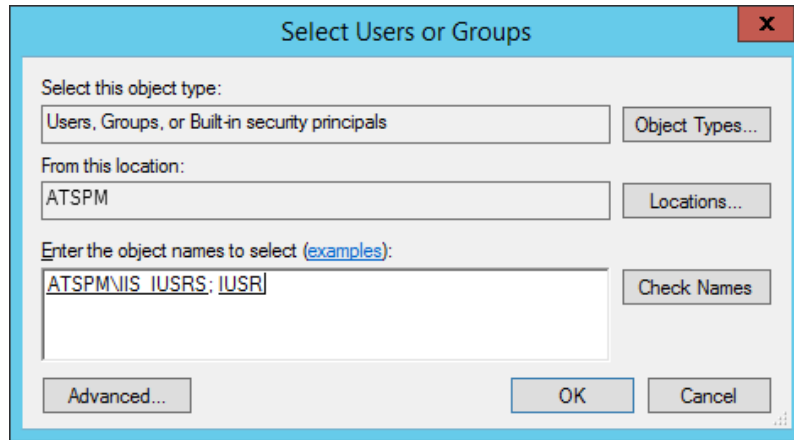 Select Users or Groups
x
Select this object type:
Users, Groups, or Built-in security principals
Object Types...
From this location:
ATSPM
Locations...
Enter the object names to select (examples):
ATSPM\IIS_IUSRS; IUSR
Check Names
Advanced...
OK
Cancel